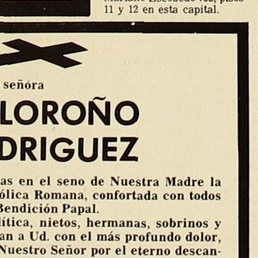 11 y 12 en esta capital.
señora
LOROÑO
DRIGUEZ
as en el seno de Nuestra Madre la
ólica Romana, confortada con todos
Bendición Papal.
lítica, nietos, hermanas, sobrinos y
an a Ud. con el más profundo dolor,
Nuestro Señor por el eterno descan-